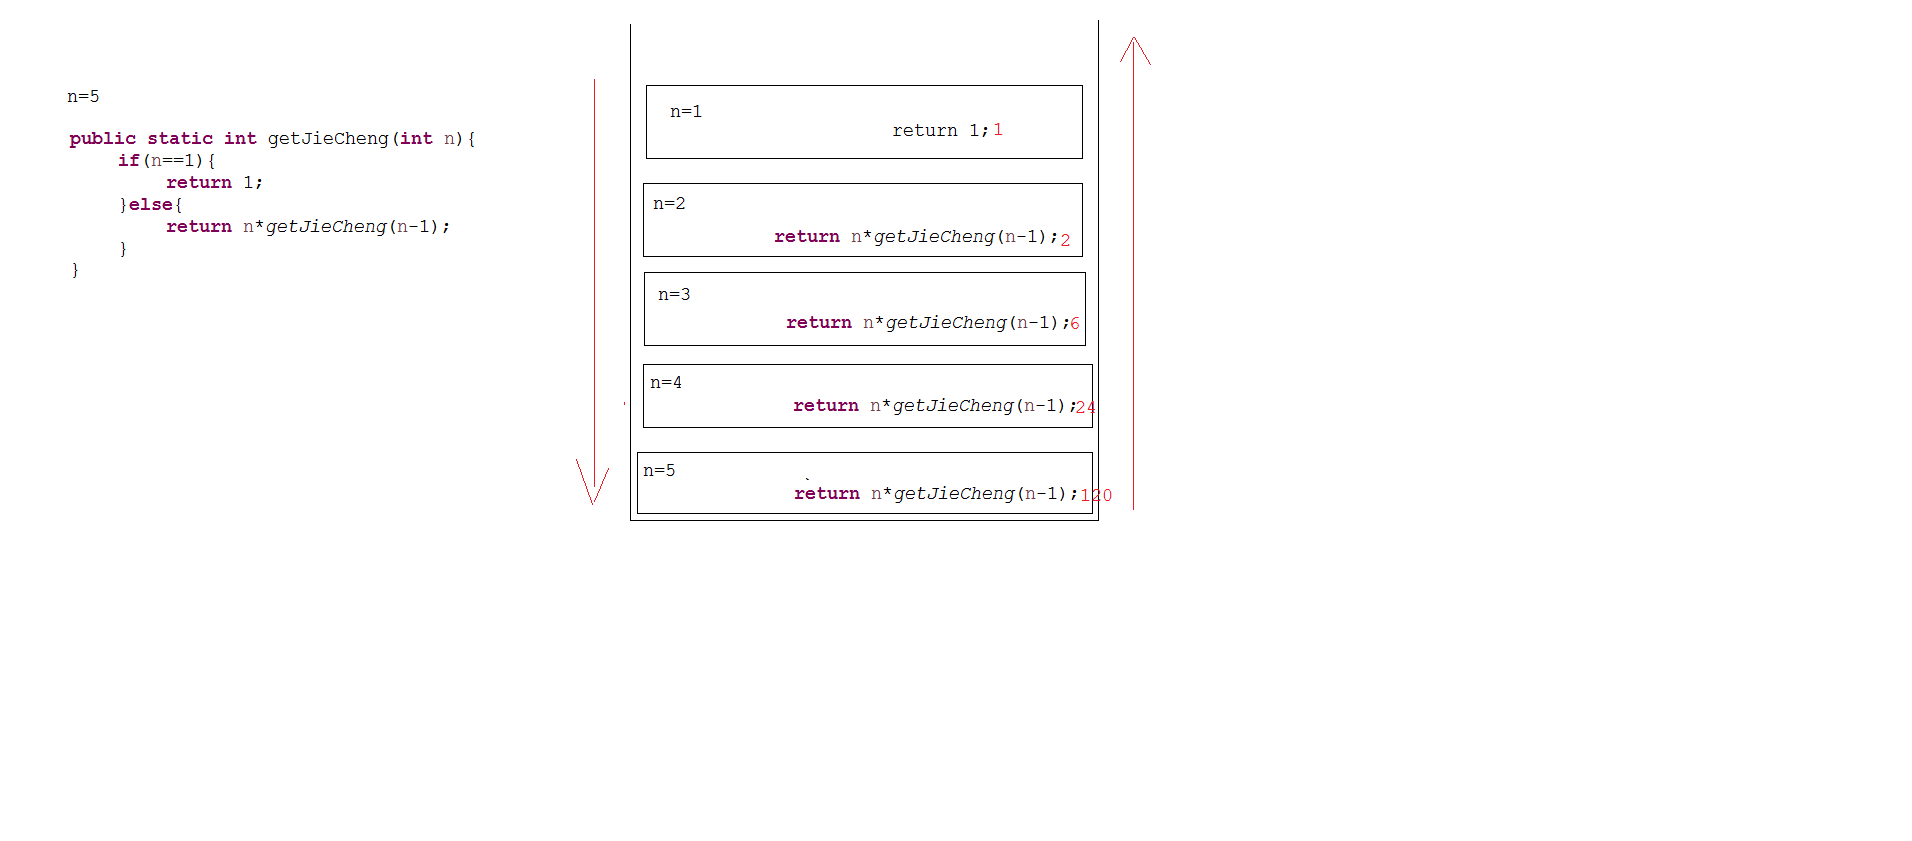 n=5
public static int getJieCheng(int n){
if(n==1){
return 1;
}else{
return n*getJieCheng(n-1);
}
}
n=1
return 1;1
n=2
return n*getJieCheng(n-1);2
n=3
return n*getJieCheng(n-1);6
n=4
return n*getJieCheng(n-1);24
n=5
return n*getJieCheng(n-1);120